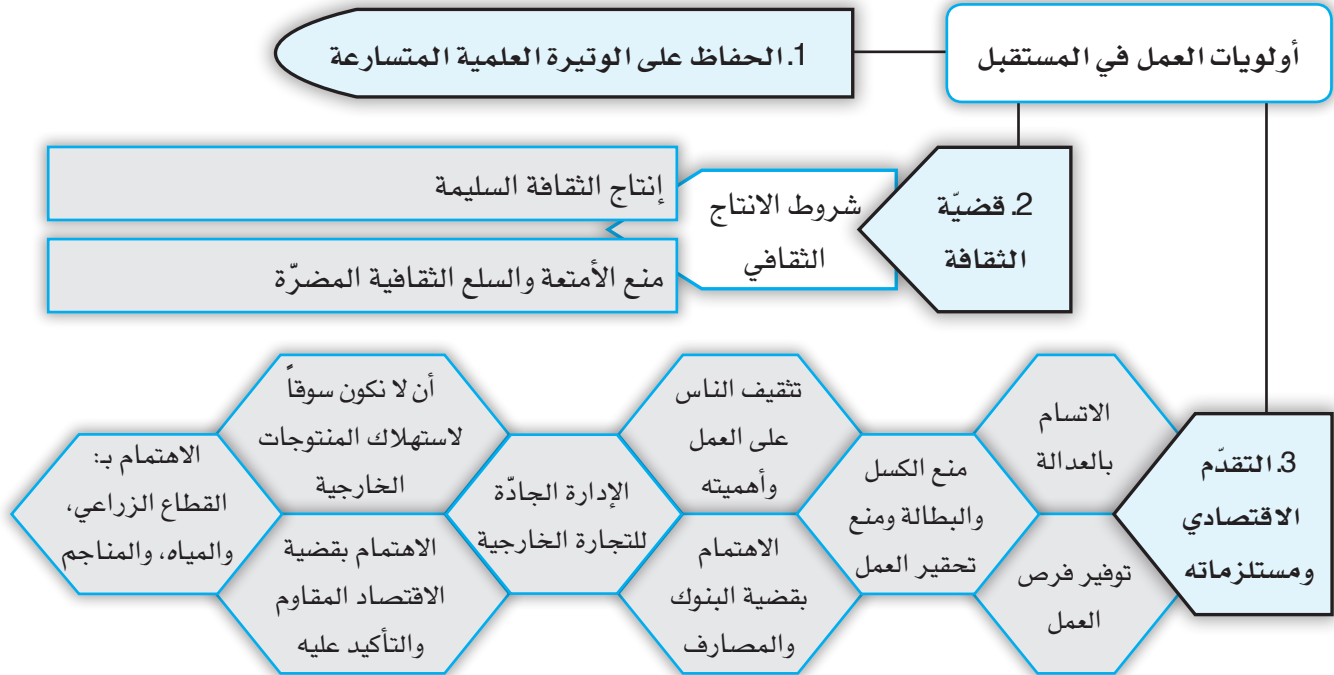 أولويات العمل في المستقبل
1. الحفاظ على الوتيرة العلمية المتسارعة
2. قضيّة
الثقافة
شروط الانتاج
الثقافي
إنتاج الثقافة السليمة
منع الأمتعة والسلع الثقافية المضرّة
3. التقدّم
الاقتصادي
ومستلزماته
الاتسام
بالعدالة
توفير فرص
العمل
منع الكسل
والبطالة ومنع
تحقير العمل
تثقيف الناس
على العمل
وأهميته
الاهتمام
بقضية البنوك
والمصارف
الإدارة الجادّة
للتجارة الخارجية
أن لا نكون سوقاً
لاستهلاك المنتوجات
الخارجية
الاهتمام بقضية
الاقتصاد المقاوم
والتأكيد عليه
الاهتمام بـ:
القطاع الزراعي،
والمياه، والمناجم